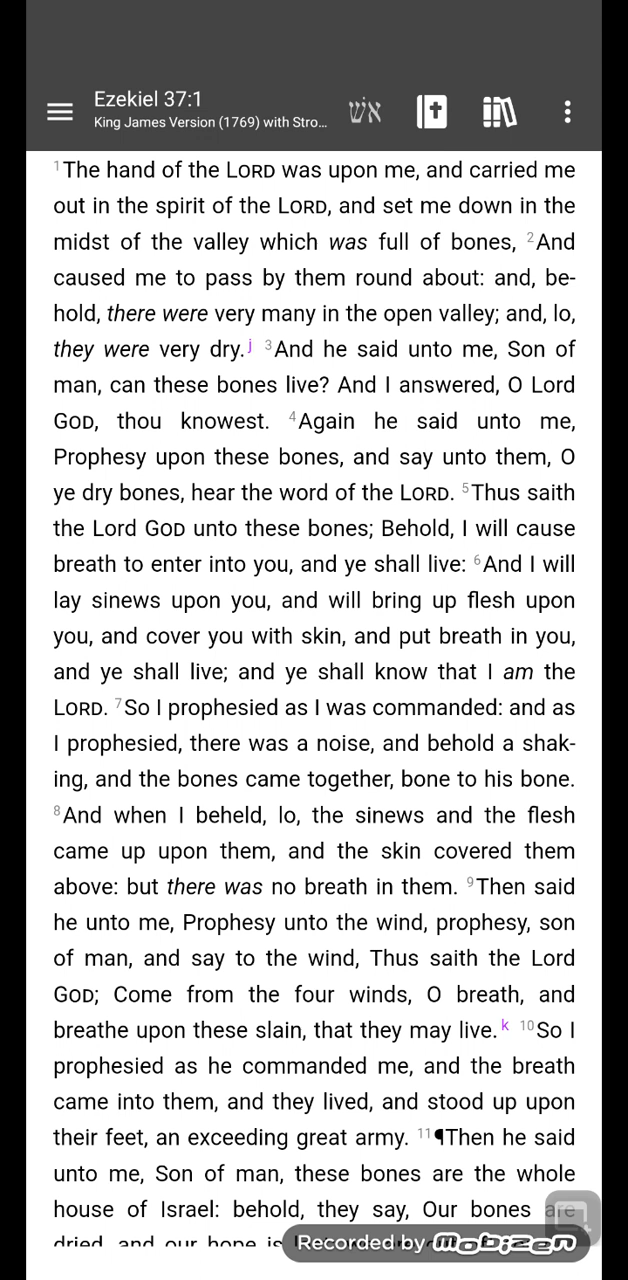 Ezekiel 37:1
King James Version (1769) with Stro...
אש
1The hand of the LORD was upon me, and carried me
out in the spirit of the LORD, and set me down in the
midst of the valley which was full of bones, 2And
caused me to pass by them round about: and, be-
hold, there were very many in the open valley; and, lo,
they were very dry.j 3And he said unto me, Son of
man, can these bones live? And I answered, O Lord
GOD, thou knowest. 4Again he said unto me,
Prophesy upon these bones, and say unto them, O
ye dry bones, hear the word of the LORD. 5Thus saith
the Lord GOD unto these bones; Behold, I will cause
breath to enter into you, and ye shall live: 6And I will
lay sinews upon you, and will bring up flesh upon
you, and cover you with skin, and put breath in you,
and ye shall live; and ye shall know that I am the
LORD. 7So I prophesied as I was commanded: and as
I prophesied, there was a noise, and behold a shak-
ing, and the bones came together, bone to his bone.
8And when I beheld, lo, the sinews and the flesh
came up upon them, and the skin covered them
above: but there was no breath in them. 9Then said
he unto me, Prophesy unto the wind, prophesy, son
of man, and say to the wind, Thus saith the Lord
GOD; Come from the four winds, O breath, and
breathe upon these slain, that they may live.k 10So I
prophesied as he commanded me, and the breath
came into them, and they lived, and stood up upon
their feet, an exceeding great army. 11¶Then he said
unto me, Son of man, these bones are the whole
house of Israel: behold, they say, Our bones are
dried, and our hope is
Recorded by Mobizen